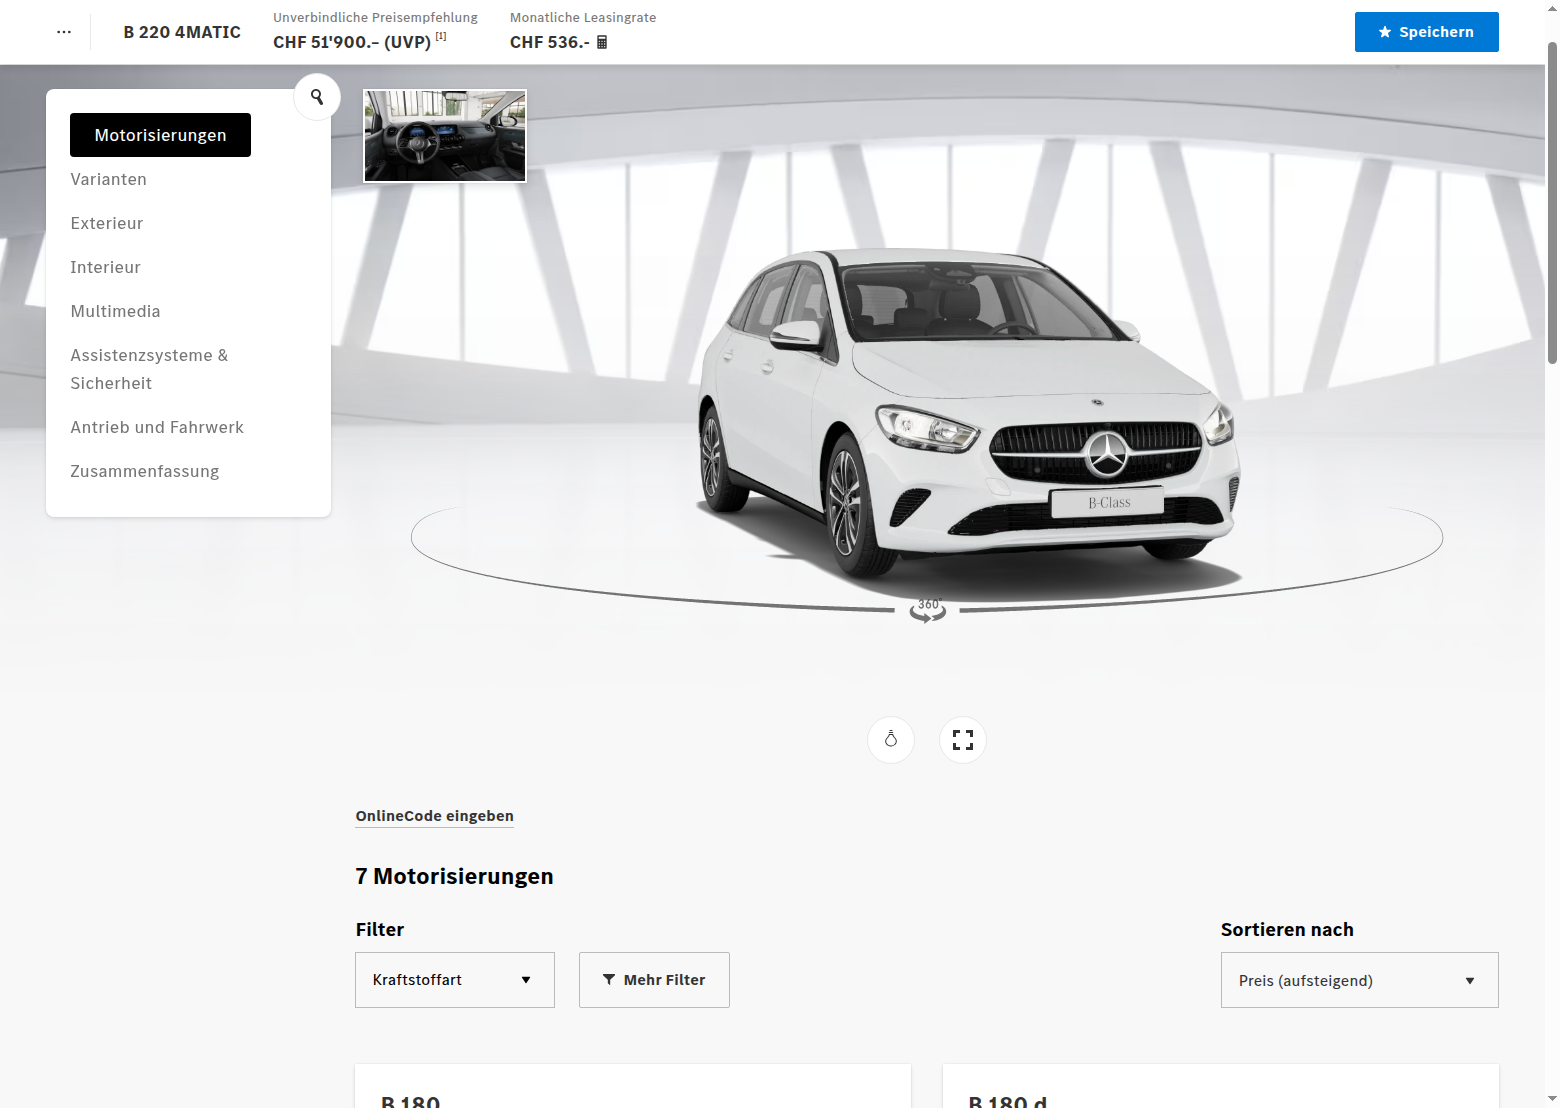 B 220 4MATIC
Unverbindliche Preisempfehlung
CHF 51'900.– (UVP) [1]
Monatliche Leasingrate
CHF 536.-
Speichern
Motorisierungen
Varianten
Exterieur
Interieur
Multimedia
Assistenzsysteme &
Sicherheit
Antrieb und Fahrwerk
Zusammenfassung
B-Class
360°
OnlineCode eingeben
7 Motorisierungen
Filter
Sortieren nach
Kraftstoffart
Mehr Filter
Preis (aufsteigend)
B 180
B 180 d